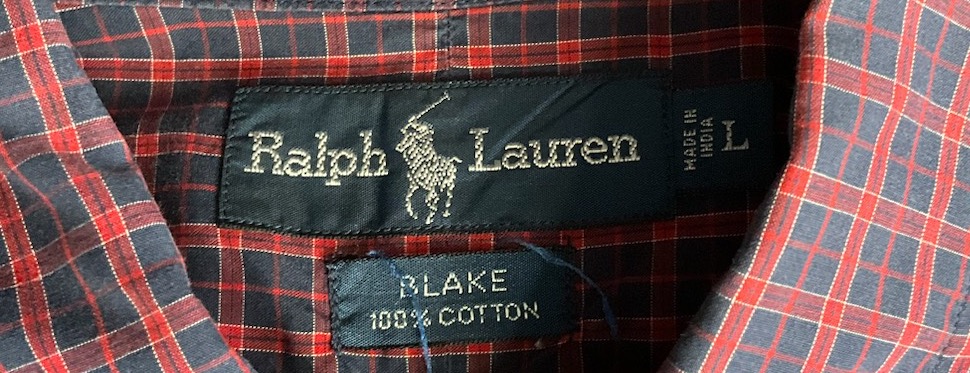 Ralph Lauren
MADE IN
INDIA
L
BLAKE
100% COTTON